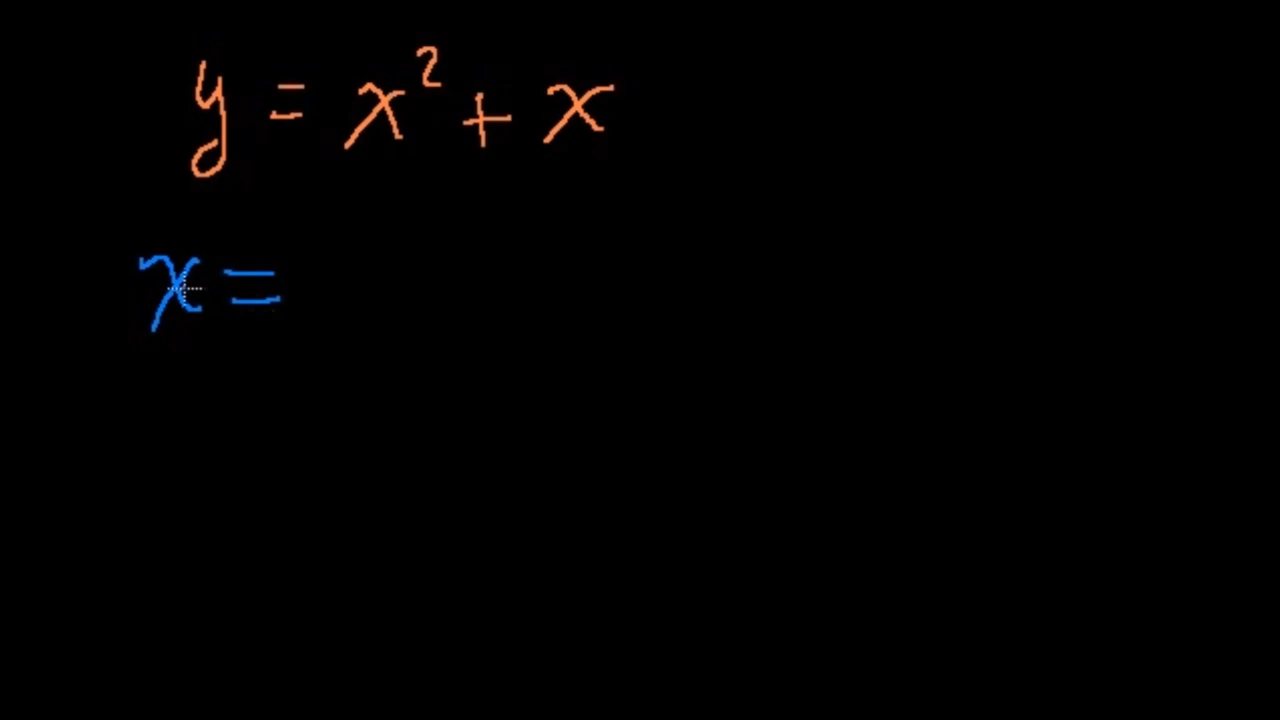 y = x² + x
x =